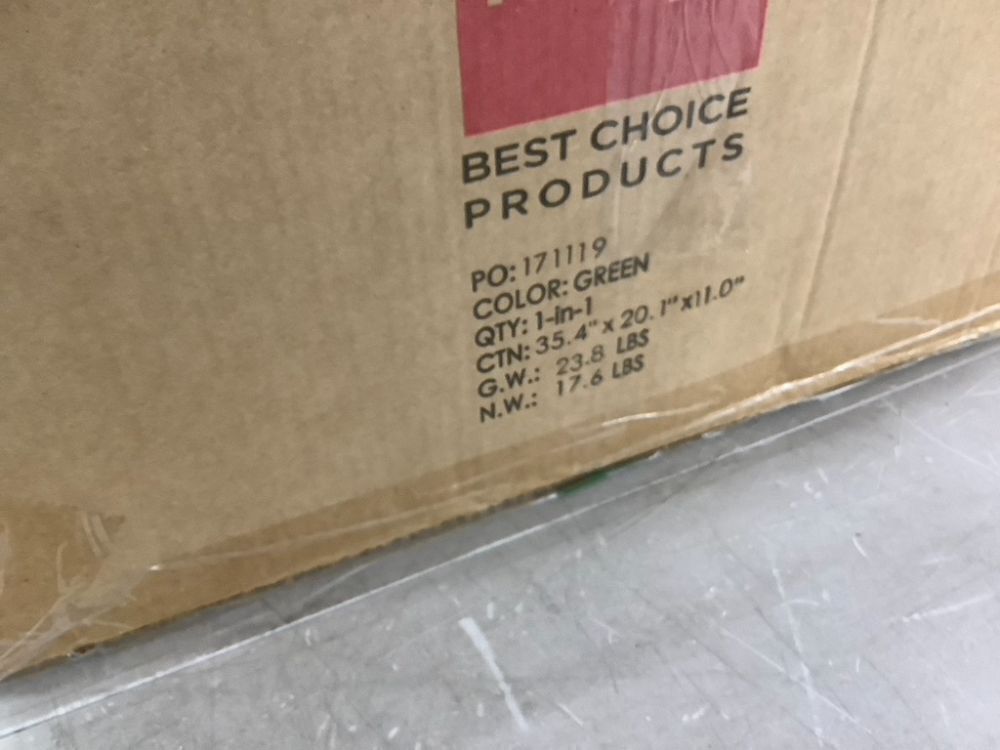 BEST CHOICE
PRODUCTS
PO: 171119
COLOR: GREEN
QTY: 1-in-1
CTN: 35.4" x 20.1" x11.0"
G.W.: 23.8 LBS
N.W.: 17.6 LBS